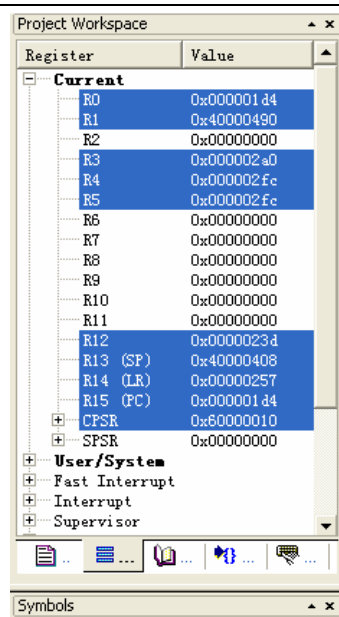 Project Workspace
Register Value
Current
R0 0x000001d4
R1 0x40000490
R2 0x00000000
R3 0x000002a0
R4 0x000002fc
R5 0x000002fc
R6 0x00000000
R7 0x00000000
R8 0x00000000
R9 0x00000000
R10 0x00000000
R11 0x00000000
R12 0x0000023d
R13 (SP) 0x40000408
R14 (LR) 0x00000257
R15 (PC) 0x000001d4
CPSR 0x60000010
SPSR 0x00000000
User/System
Fast Interrupt
Interrupt
Supervisor
Symbols